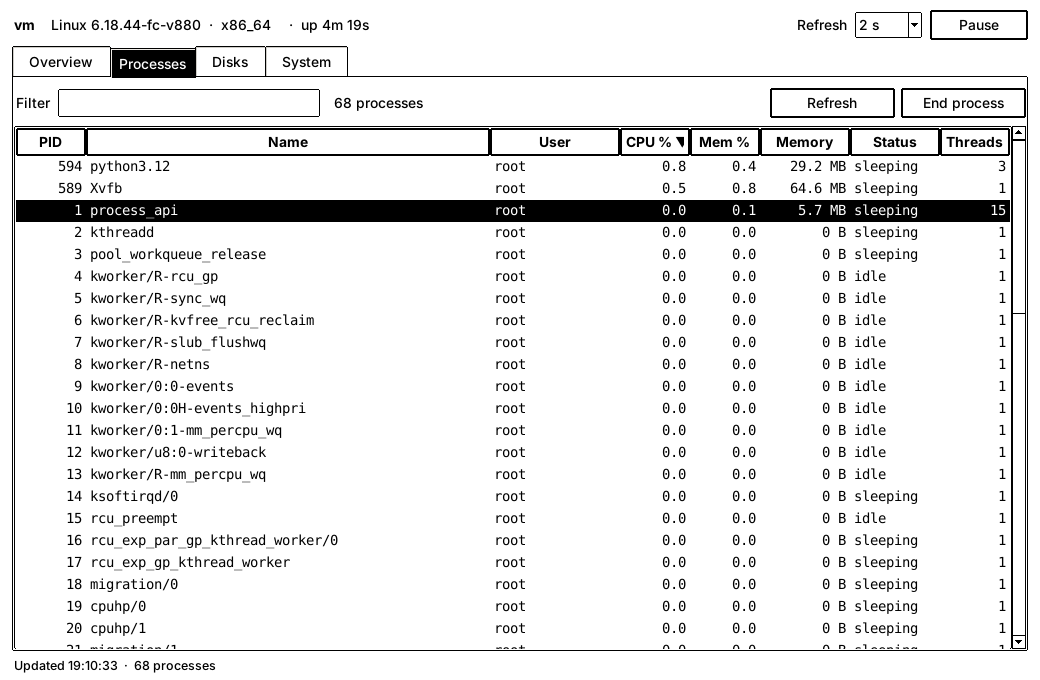 vm Linux 6.18.44-fc-v880 · x86_64 · up 4m 19s Refresh 2 s Pause
Overview Processes Disks System
Filter 68 processes Refresh End process
PID Name User CPU % Mem % Memory Status Threads
594 python3.12 root 0.8 0.4 29.2 MB sleeping 3
589 Xvfb root 0.5 0.8 64.6 MB sleeping 1
1 process_api root 0.0 0.1 5.7 MB sleeping 15
2 kthreadd root 0.0 0.0 0 B sleeping 1
3 pool_workqueue_release root 0.0 0.0 0 B sleeping 1
4 kworker/R-rcu_gp root 0.0 0.0 0 B idle 1
5 kworker/R-sync_wq root 0.0 0.0 0 B idle 1
6 kworker/R-kvfree_rcu_reclaim root 0.0 0.0 0 B idle 1
7 kworker/R-slub_flushwq root 0.0 0.0 0 B idle 1
8 kworker/R-netns root 0.0 0.0 0 B idle 1
9 kworker/0:0-events root 0.0 0.0 0 B idle 1
10 kworker/0:0H-events_highpri root 0.0 0.0 0 B idle 1
11 kworker/0:1-mm_percpu_wq root 0.0 0.0 0 B idle 1
12 kworker/u8:0-writeback root 0.0 0.0 0 B idle 1
13 kworker/R-mm_percpu_wq root 0.0 0.0 0 B idle 1
14 ksoftirqd/0 root 0.0 0.0 0 B sleeping 1
15 rcu_preempt root 0.0 0.0 0 B idle 1
16 rcu_exp_par_gp_kthread_worker/0 root 0.0 0.0 0 B sleeping 1
17 rcu_exp_gp_kthread_worker root 0.0 0.0 0 B sleeping 1
18 migration/0 root 0.0 0.0 0 B sleeping 1
19 cpuhp/0 root 0.0 0.0 0 B sleeping 1
20 cpuhp/1 root 0.0 0.0 0 B sleeping 1
Updated 19:10:33 · 68 processes